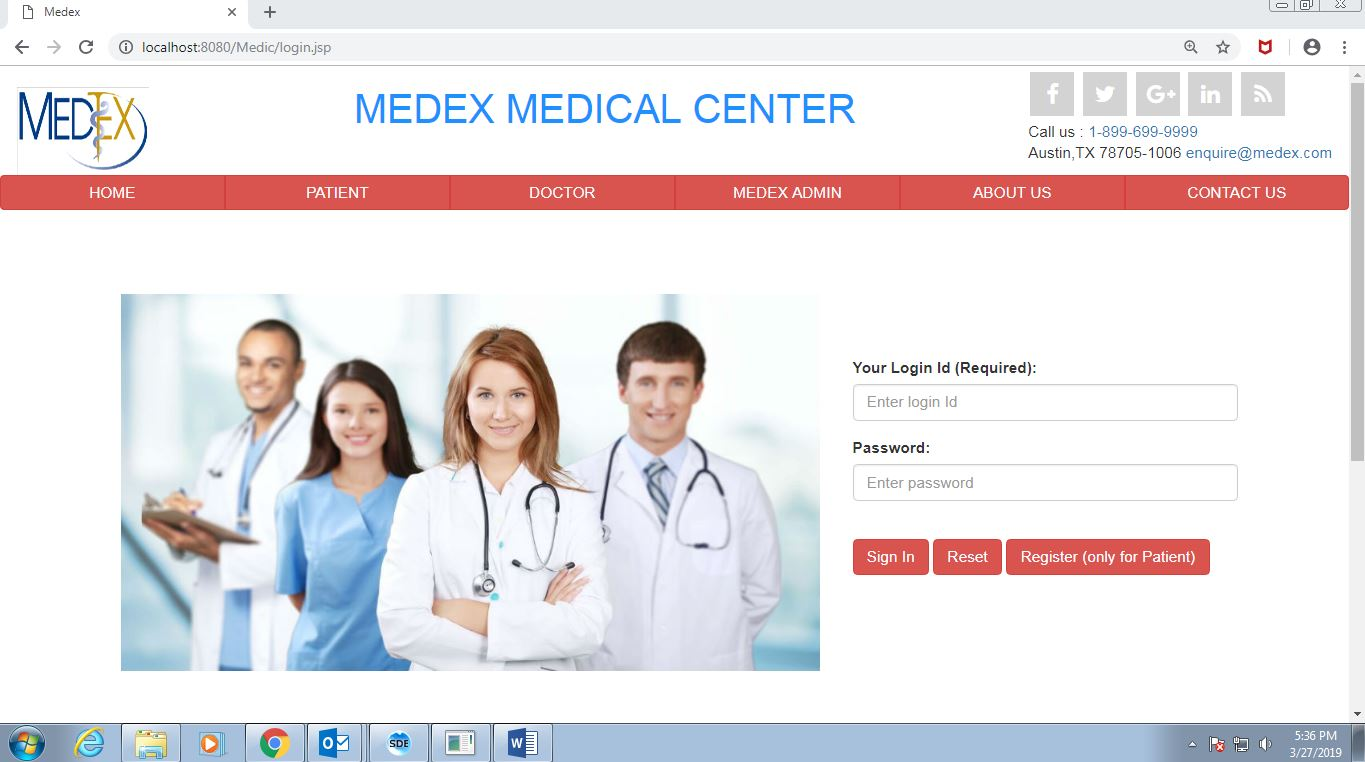 Medex
localhost:8080/Medic/login.jsp
MEDEX
MEDEX MEDICAL CENTER
Call us : 1-899-699-9999
Austin,TX 78705-1006 enquire@medex.com
HOME PATIENT DOCTOR MEDEX ADMIN ABOUT US CONTACT US
Your Login Id (Required):
Enter login Id
Password:
Enter password
Sign In Reset Register (only for Patient)
SDE
5:36 PM
3/27/2019